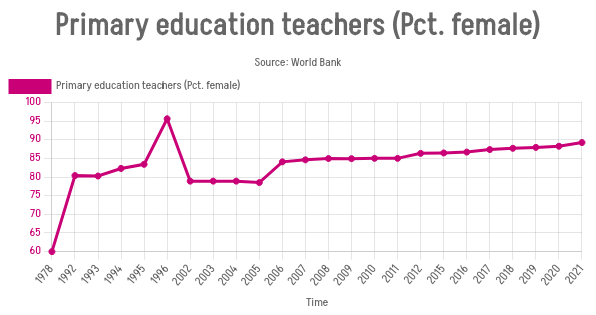 Primary education teachers (Pct. female)
Source: World Bank
Primary education teachers (Pct. female)
100
95
90
85
80
75
70
65
60
1978 1992 1993 1994 1995 1996 2002 2003 2004 2005 2006 2007 2008 2009 2010 2011 2012 2015 2016 2017 2018 2019 2020 2021
Time